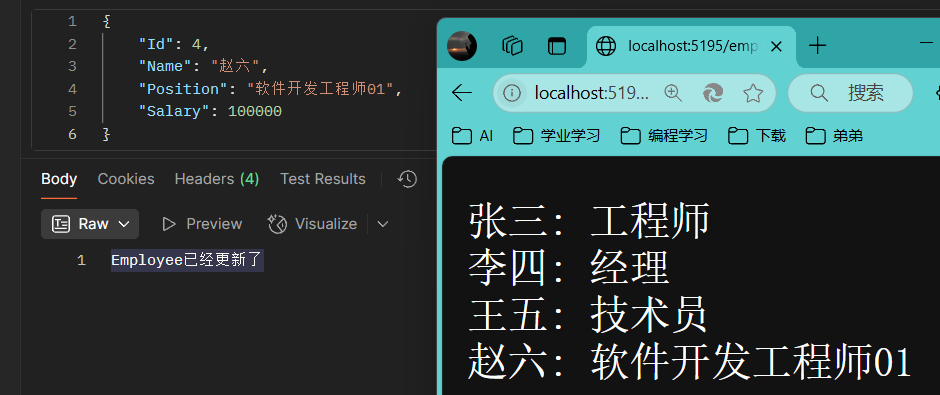 1 {
2 "Id": 4,
3 "Name": "赵六",
4 "Position": "软件开发工程师01",
5 "Salary": 100000
6 }
Body Cookies Headers (4) Test Results
Raw Preview Visualize
1 Employee已经更新了
localhost:5195/emp
localhost:519... 搜索
AI 学业学习 编程学习 下载 弟弟
张三: 工程师
李四: 经理
王五: 技术员
赵六: 软件开发工程师01